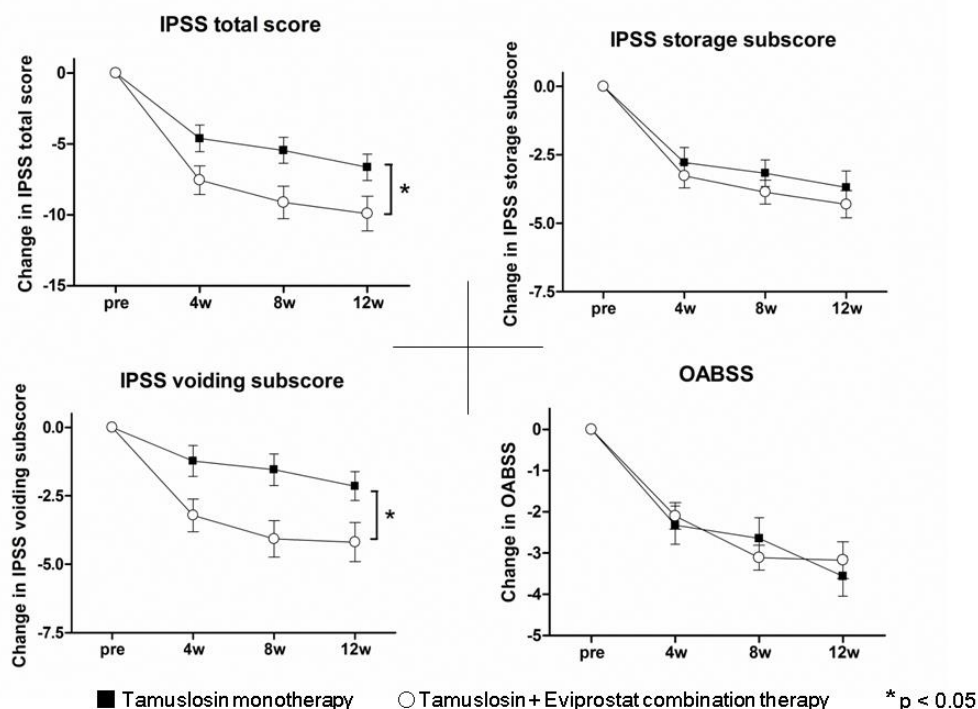 IPSS total score
Change in IPSS total score
0
-5
-10
-15
*
pre 4w 8w 12w
IPSS storage subscore
Change in IPSS storage subscore
0.0
-2.5
-5.0
-7.5
pre 4w 8w 12w
IPSS voiding subscore
Change in IPSS voiding subscore
0.0
-2.5
-5.0
-7.5
*
pre 4w 8w 12w
OABSS
Change in OABSS
0
-1
-2
-3
-4
-5
pre 4w 8w 12w
Tamuslosin monotherapy Tamuslosin + Eviprostat combination therapy *p < 0.05